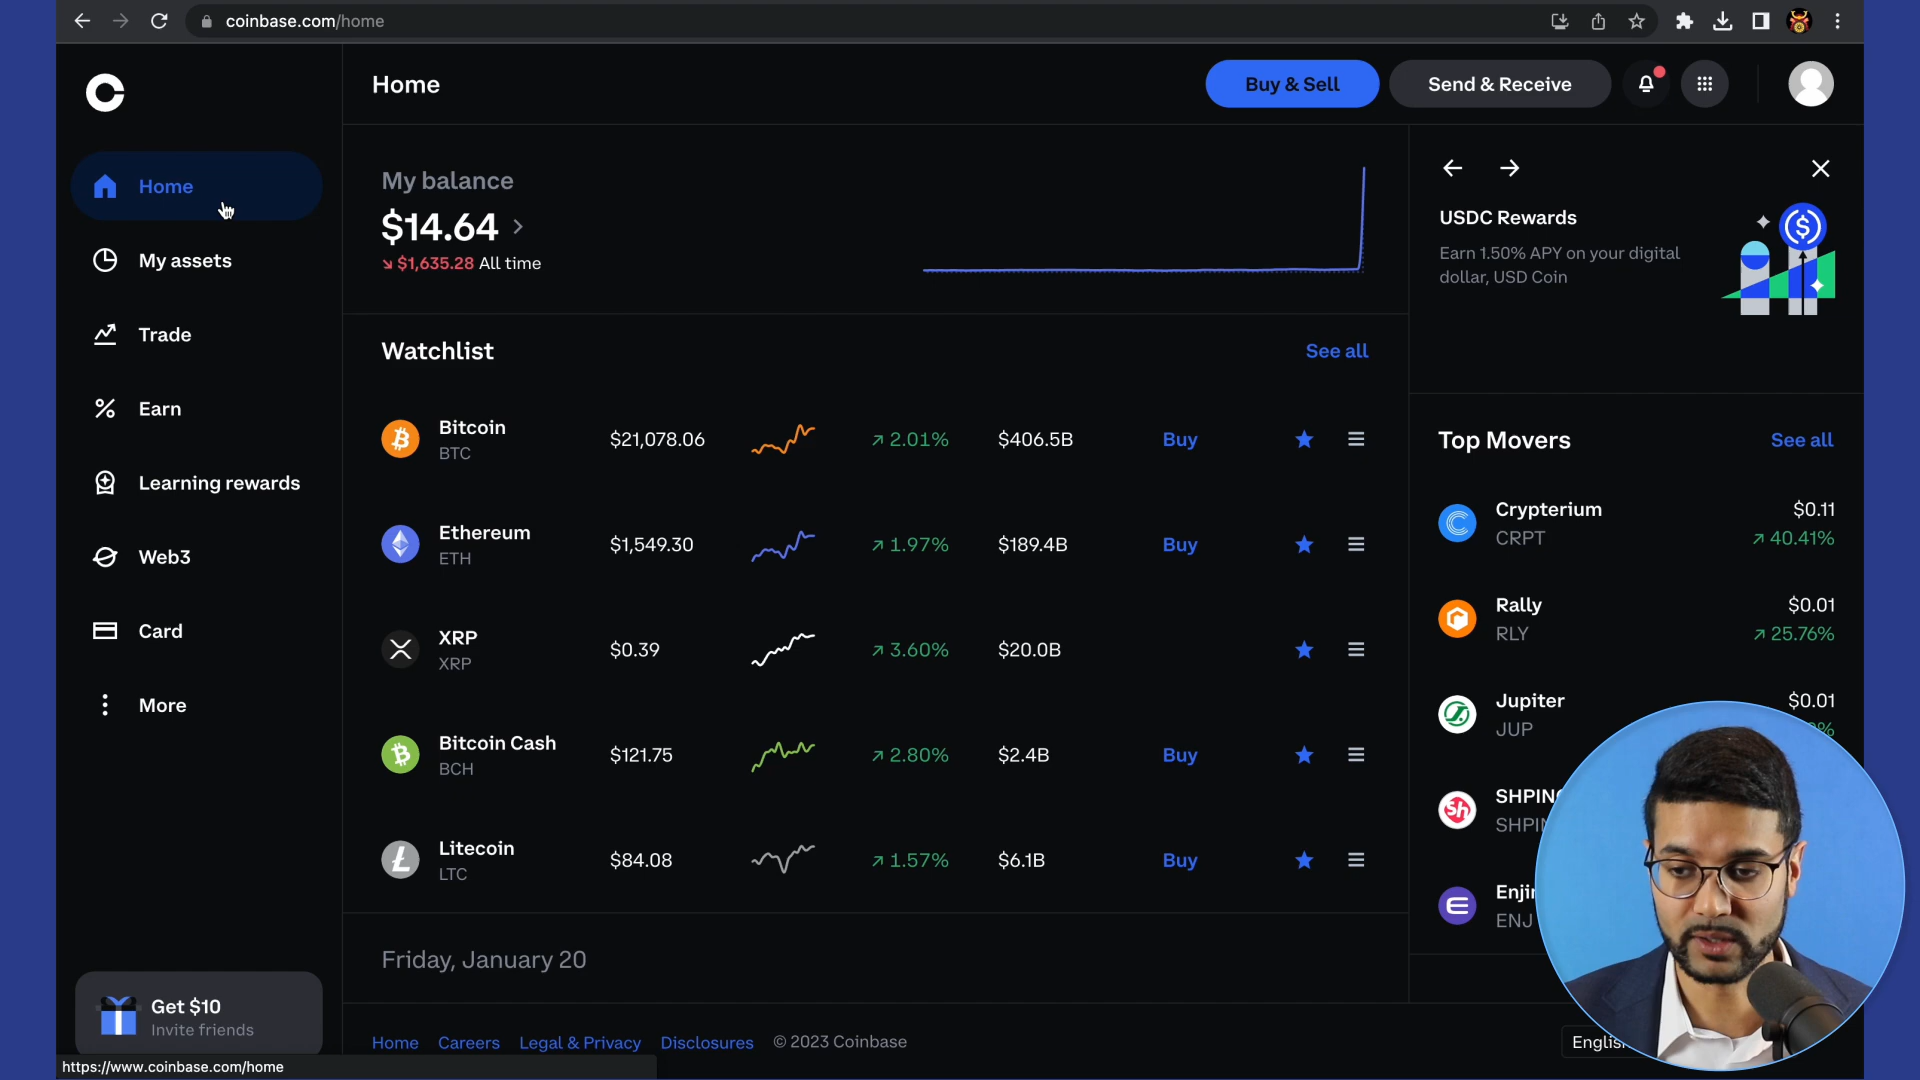 coinbase.com/home
Home
Buy & Sell
Send & Receive
Home
My assets
Trade
Earn
Learning rewards
Web3
Card
More
Get $10
Invite friends
My balance
$14.64
$1,635.28 All time
Watchlist
See all
Bitcoin
BTC
$21,078.06
2.01%
$406.5B
Buy
Ethereum
ETH
$1,549.30
1.97%
$189.4B
Buy
XRP
XRP
$0.39
3.60%
$20.0B
Bitcoin Cash
BCH
$121.75
2.80%
$2.4B
Buy
Litecoin
LTC
$84.08
1.57%
$6.1B
Buy
Friday, January 20
USDC Rewards
Earn 1.50% APY on your digital
dollar, USD Coin
Top Movers
See all
Crypterium
$0.11
CRPT
40.41%
Rally
$0.01
RLY
25.76%
Jupiter
$0.01
JUP
ENJ
Home Careers Legal & Privacy Disclosures © 2023 Coinbase
https://www.coinbase.com/home